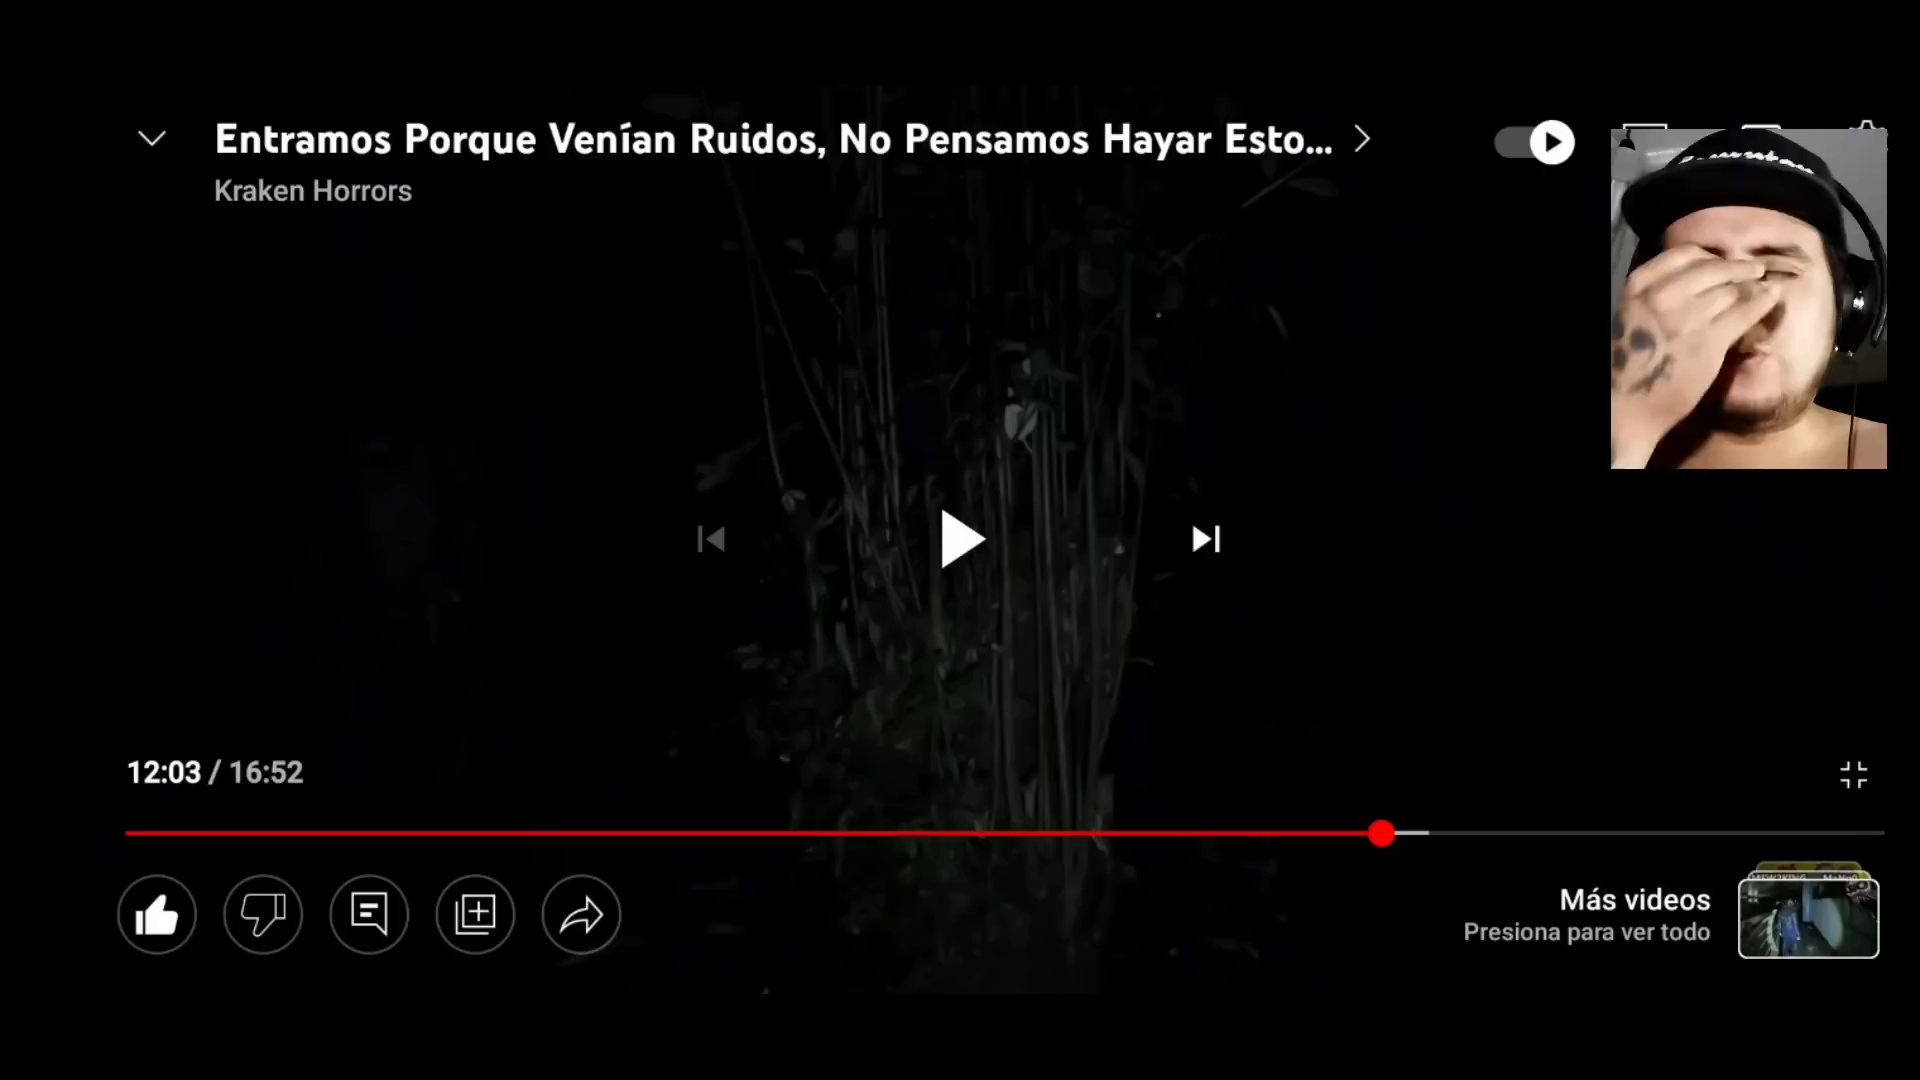 Entramos Porque Venían Ruidos, No Pensamos Hayar Esto...
Kraken Horrors
12:03 / 16:52
Más videos
Presiona para ver todo